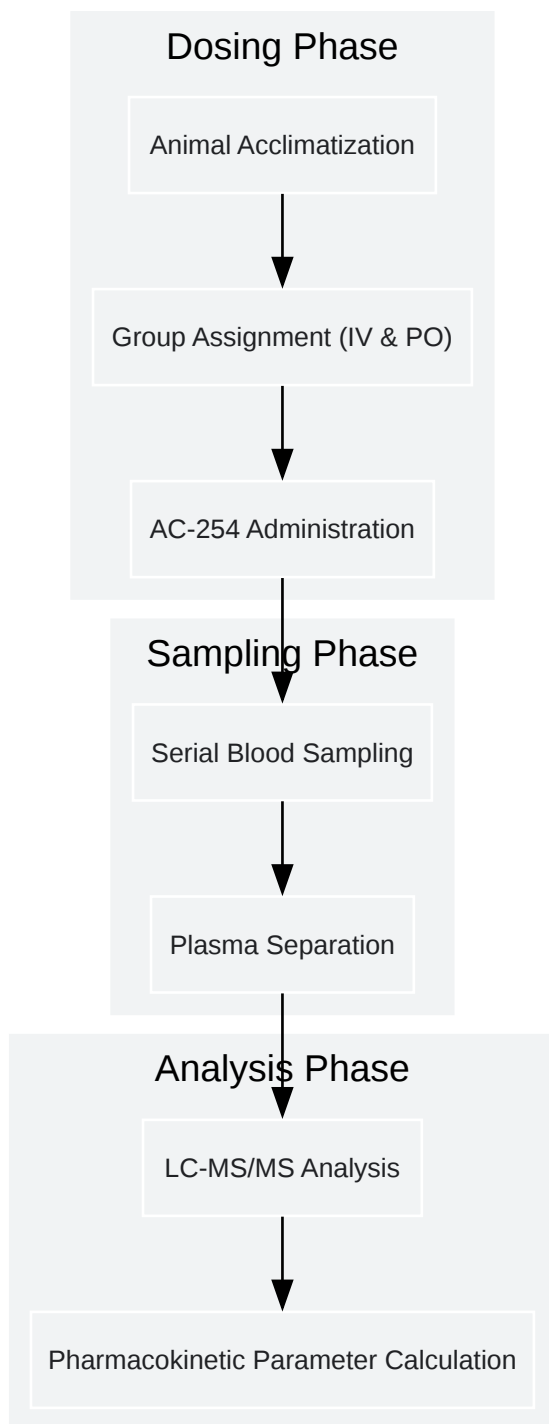 Dosing Phase
Animal Acclimatization
Group Assignment (IV & PO)
AC-254 Administration
Sampling Phase
Serial Blood Sampling
Plasma Separation
Analysis Phase
LC-MS/MS Analysis
Pharmacokinetic Parameter Calculation